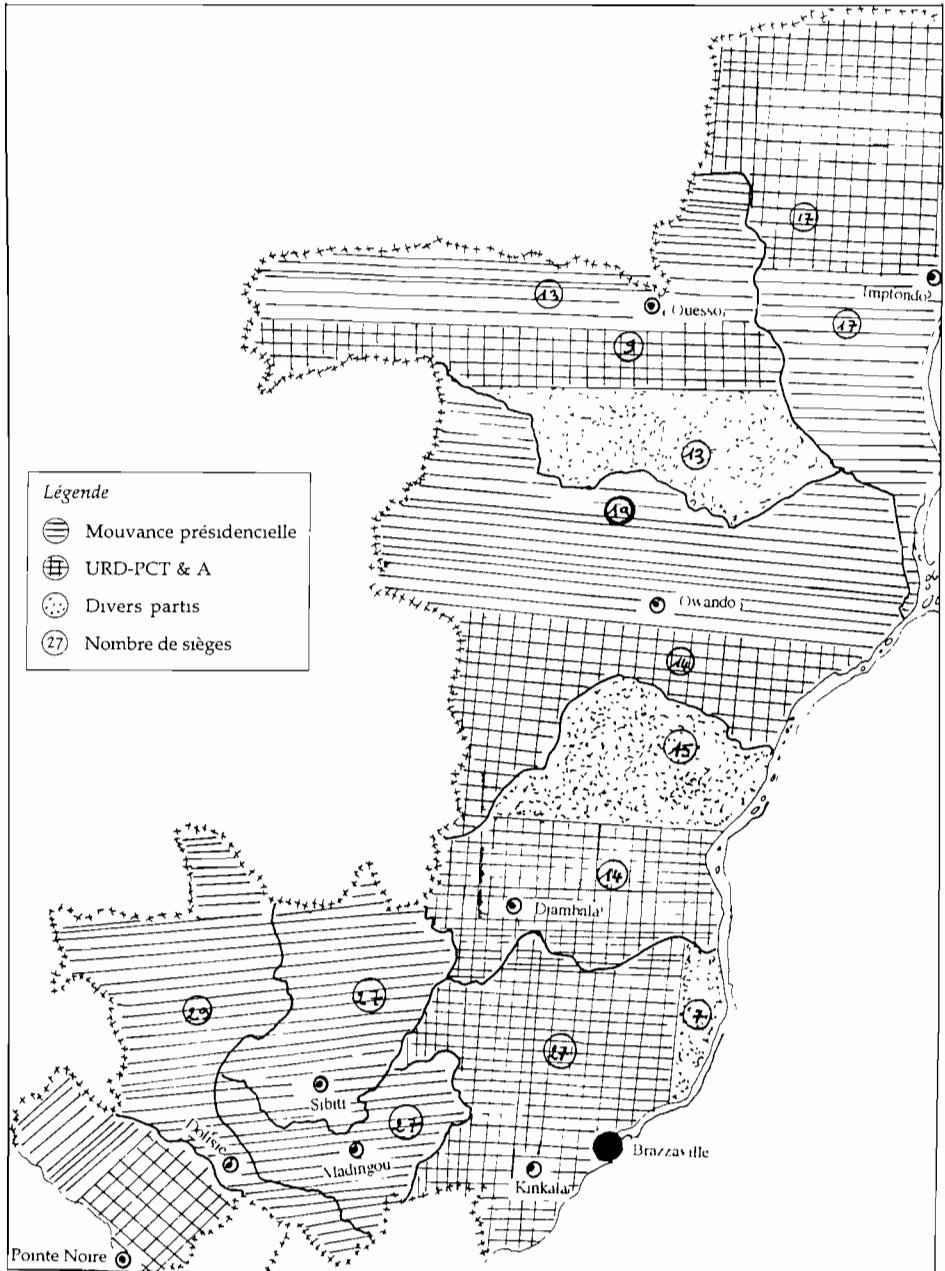 17
Impfondo
13
Ouesso
17
9
13
Légende
Mouvance présidencielle
URD-PCT & A
Divers partis
27 Nombre de sièges
19
Owando
14
15
14
Djambala
27
29
7
27
Sibiti
27
Dolisie
Madingou
Brazzaville
Kinkala
Pointe Noire